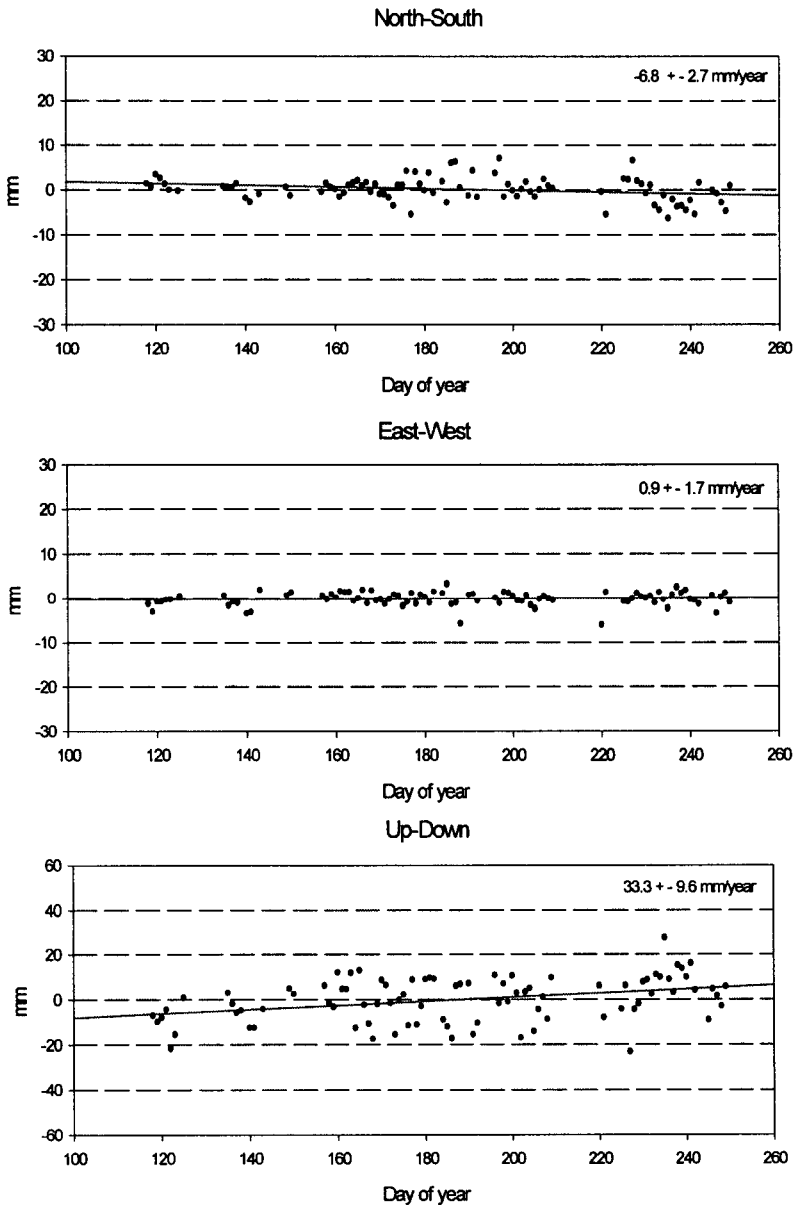 North-South
30
-6.8 + - 2.7 mm/year
20
10
0
-10
-20
-30
mm
100 120 140 160 180 200 220 240 260
Day of year
East-West
30
0.9 + - 1.7 mm/year
20
10
0
-10
-20
-30
mm
100 120 140 160 180 200 220 240 260
Day of year
Up-Down
60
33.3 + - 9.6 mm/year
40
20
0
-20
-40
-60
mm
100 120 140 160 180 200 220 240 260
Day of year